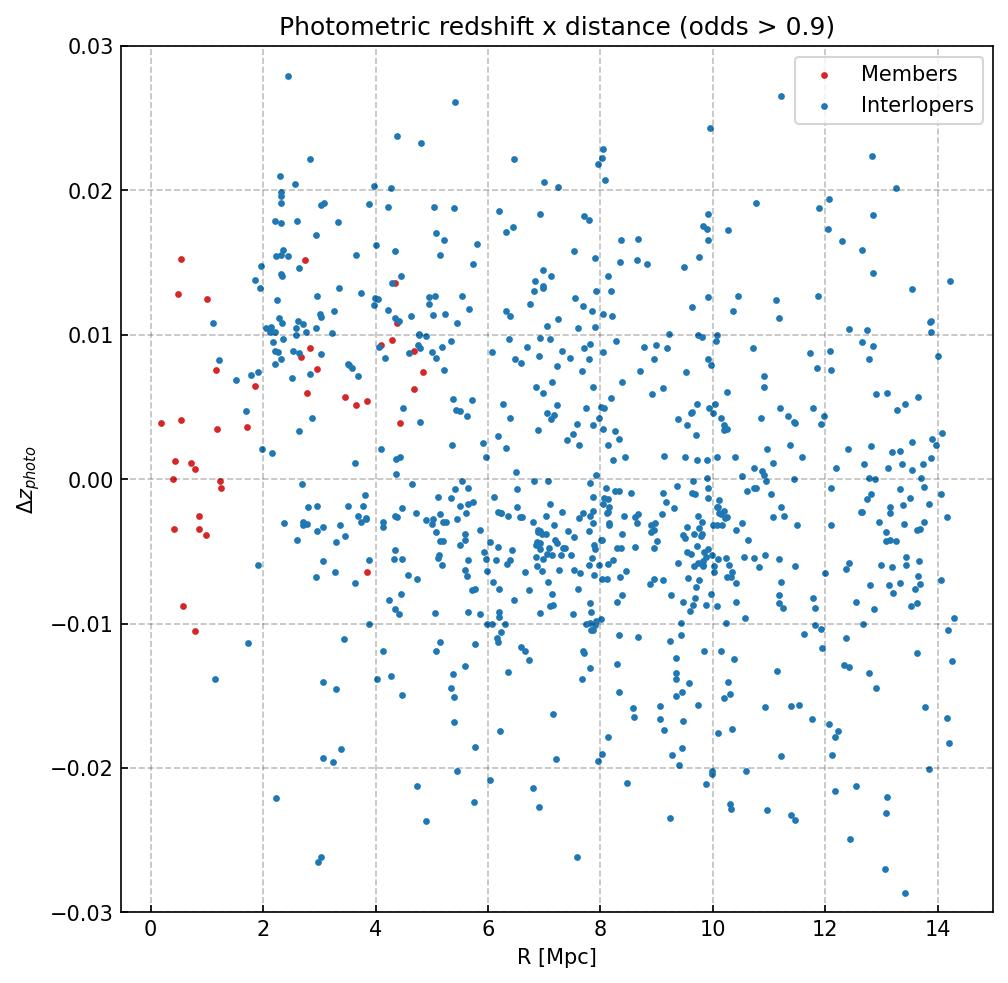 Photometric redshift x distance (odds > 0.9)
Members
Interlopers
0.03
0.02
0.01
0.00
−0.01
−0.02
−0.03
Δz_photo
0 2 4 6 8 10 12 14
R [Mpc]